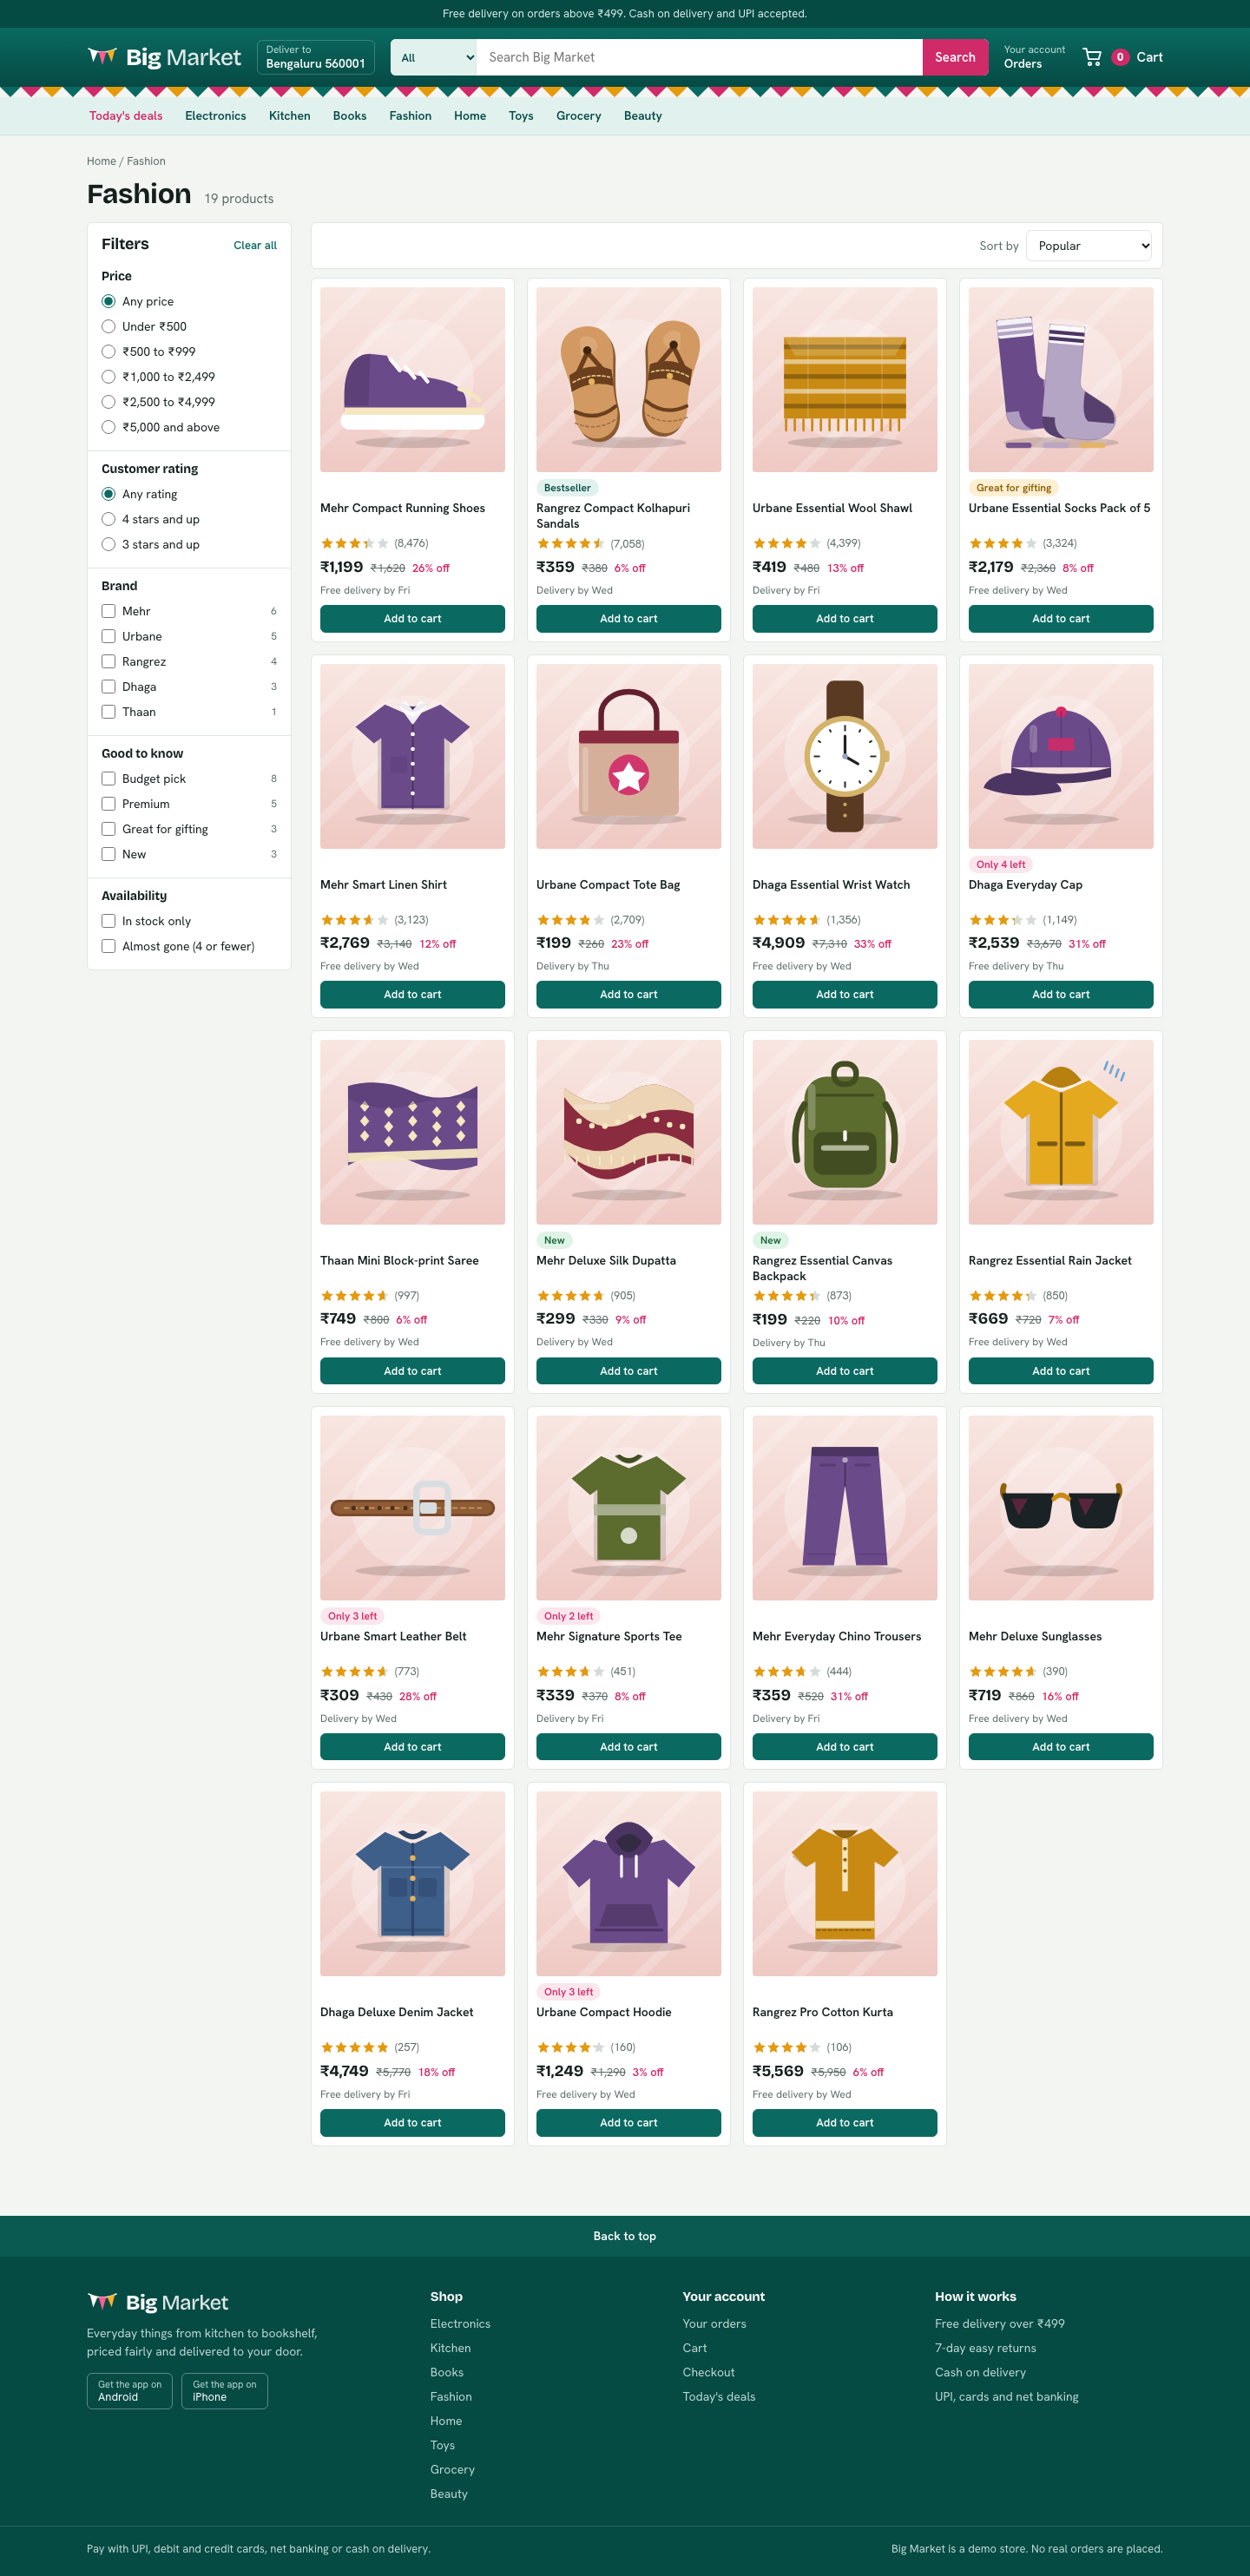 Free delivery on orders above ₹499. Cash on delivery and UPI accepted.
Big Market
Deliver to
Bengaluru 560001
All
Search Big Market
Search
Your account
Orders
0
Cart
Today's deals
Electronics
Kitchen
Books
Fashion
Home
Toys
Grocery
Beauty
Home / Fashion
Fashion
19 products
Filters
Clear all
Price
Any price
Under ₹500
₹500 to ₹999
₹1,000 to ₹2,499
₹2,500 to ₹4,999
₹5,000 and above
Customer rating
Any rating
4 stars and up
3 stars and up
Brand
Mehr 6
Urbane 5
Rangrez 4
Dhaga 3
Thaan 1
Good to know
Budget pick 8
Premium 5
Great for gifting 3
New 3
Availability
In stock only
Almost gone (4 or fewer)
Sort by
Popular
Mehr Compact Running Shoes
(8,476)
₹1,199 ₹1,620 26% off
Free delivery by Fri
Add to cart
Bestseller
Rangrez Compact Kolhapuri
Sandals
(7,058)
₹359 ₹380 6% off
Delivery by Wed
Add to cart
Urbane Essential Wool Shawl
(4,399)
₹419 ₹480 13% off
Delivery by Fri
Add to cart
Great for gifting
Urbane Essential Socks Pack of 5
(3,324)
₹2,179 ₹2,360 8% off
Free delivery by Wed
Add to cart
Mehr Smart Linen Shirt
(3,123)
₹2,769 ₹3,140 12% off
Free delivery by Wed
Add to cart
Urbane Compact Tote Bag
(2,709)
₹199 ₹260 23% off
Delivery by Thu
Add to cart
Dhaga Essential Wrist Watch
(1,356)
₹4,909 ₹7,310 33% off
Free delivery by Wed
Add to cart
Only 4 left
Dhaga Everyday Cap
(1,149)
₹2,539 ₹3,670 31% off
Free delivery by Thu
Add to cart
Thaan Mini Block-print Saree
(997)
₹749 ₹800 6% off
Free delivery by Wed
Add to cart
New
Mehr Deluxe Silk Dupatta
(905)
₹299 ₹330 9% off
Delivery by Wed
Add to cart
New
Rangrez Essential Canvas
Backpack
(873)
₹199 ₹220 10% off
Delivery by Thu
Add to cart
Rangrez Essential Rain Jacket
(850)
₹669 ₹720 7% off
Free delivery by Wed
Add to cart
Only 3 left
Urbane Smart Leather Belt
(773)
₹309 ₹430 28% off
Delivery by Wed
Add to cart
Only 2 left
Mehr Signature Sports Tee
(451)
₹339 ₹370 8% off
Delivery by Fri
Add to cart
Mehr Everyday Chino Trousers
(444)
₹359 ₹520 31% off
Delivery by Fri
Add to cart
Mehr Deluxe Sunglasses
(390)
₹719 ₹860 16% off
Free delivery by Wed
Add to cart
Dhaga Deluxe Denim Jacket
(257)
₹4,749 ₹5,770 18% off
Free delivery by Fri
Add to cart
Only 3 left
Urbane Compact Hoodie
(160)
₹1,249 ₹1,290 3% off
Free delivery by Wed
Add to cart
Rangrez Pro Cotton Kurta
(106)
₹5,569 ₹5,950 6% off
Free delivery by Wed
Add to cart
Back to top
Big Market
Everyday things from kitchen to bookshelf,
priced fairly and delivered to your door.
Get the app on
Android
Get the app on
iPhone
Shop
Electronics
Kitchen
Books
Fashion
Home
Toys
Grocery
Beauty
Your account
Your orders
Cart
Checkout
Today's deals
How it works
Free delivery over ₹499
7-day easy returns
Cash on delivery
UPI, cards and net banking
Pay with UPI, debit and credit cards, net banking or cash on delivery.
Big Market is a demo store. No real orders are placed.